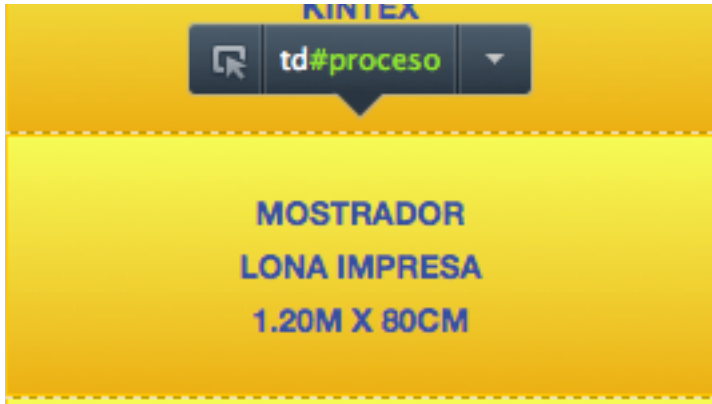 KINTEX
td#proceso
MOSTRADOR
LONA IMPRESA
1.20M X 80CM